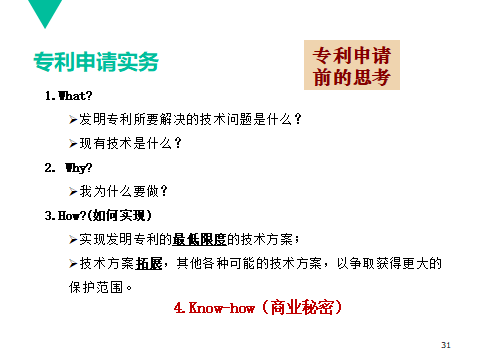 专利申请实务
专利申请
前的思考
1.What?
➢发明专利所要解决的技术问题是什么？
➢现有技术是什么？
2. Why?
➢我为什么要做？
3.How?(如何实现)
➢实现发明专利的最低限度的技术方案；
➢技术方案拓展，其他各种可能的技术方案，以争取获得更大的
保护范围。
4.Know-how（商业秘密）
31